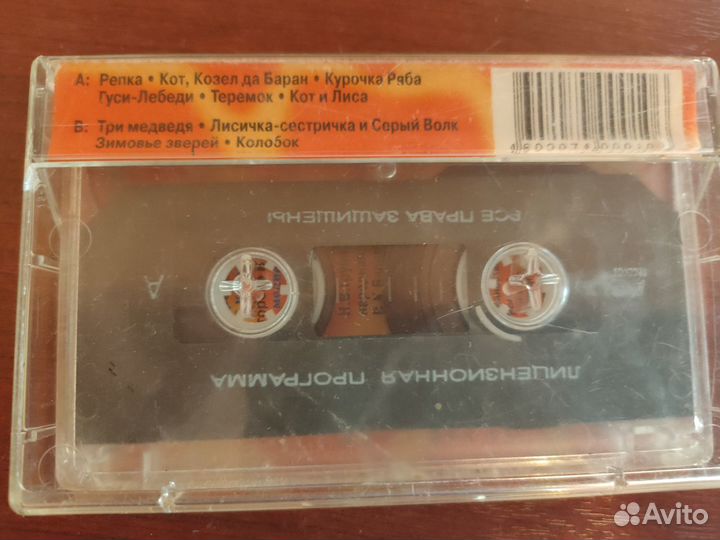 А: Репка • Кот, Козел да Баран • Курочка Ряба
Гуси-Лебеди • Теремок • Кот и Лиса
В: Три медведя • Лисичка-сестричка и Серый Волк
Зимовье зверей • Колобок
ВСЕ ПРАВА ЗАЩИЩЕНЫ
A
ЛИЦЕНЗИОННАЯ ПРОГРАММА
Avito